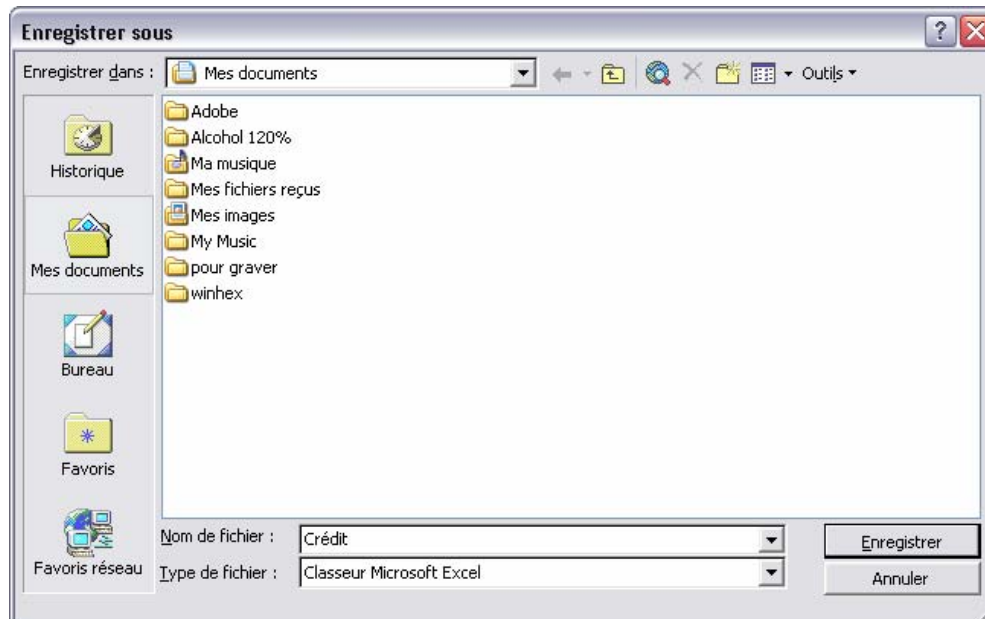 Enregistrer sous
Enregistrer dans : Mes documents Outils
Adobe
Alcohol 120%
Ma musique
Mes fichiers reçus
Mes images
My Music
pour graver
winhex
Historique
Mes documents
Bureau
Favoris
Favoris réseau
Nom de fichier : Crédit Enregistrer
Type de fichier : Classeur Microsoft Excel Annuler